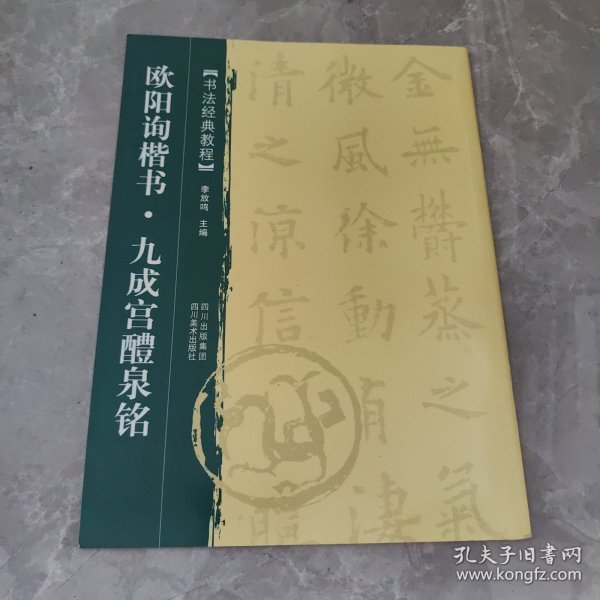 欧阳询楷书·九成宫醴泉铭
【书法经典教程】
李放鸣 主编
四川出版集团
四川美术出版社
金無鬱蒸之氣
微風徐動有淒
清之涼信
孔夫子旧书网
www.kongfz.com